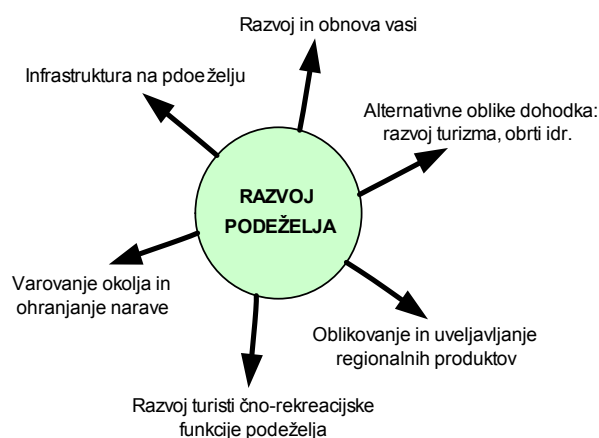 Razvoj in obnova vasi
Infrastruktura na pdoeželju
Alternativne oblike dohodka:
razvoj turizma, obrti idr.
RAZVOJ
PODEŽELJA
Varovanje okolja in
ohranjanje narave
Oblikovanje in uveljavljanje
regionalnih produktov
Razvoj turisti čno-rekreacijske
funkcije podeželja